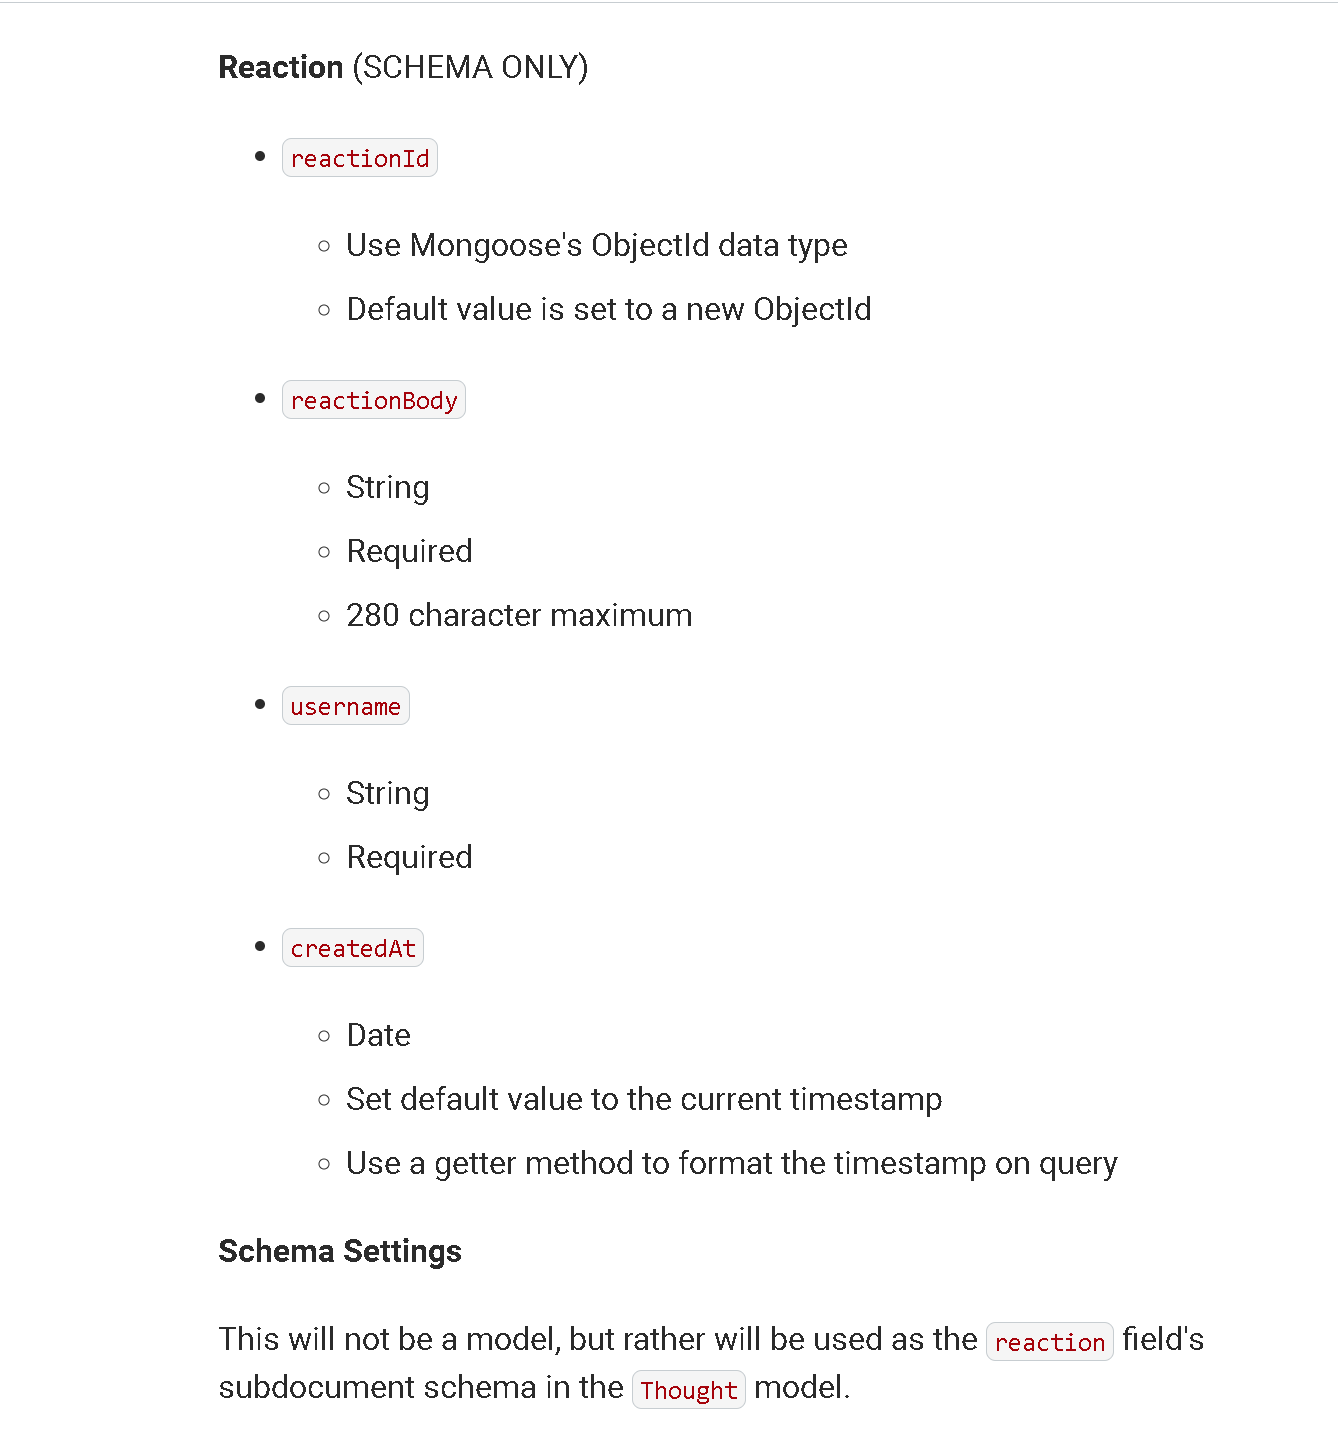 Reaction (SCHEMA ONLY)
reactionId
Use Mongoose's ObjectId data type
Default value is set to a new ObjectId
reactionBody
String
Required
280 character maximum
username
String
Required
createdAt
Date
Set default value to the current timestamp
Use a getter method to format the timestamp on query
Schema Settings
This will not be a model, but rather will be used as the reaction field's
subdocument schema in the Thought model.